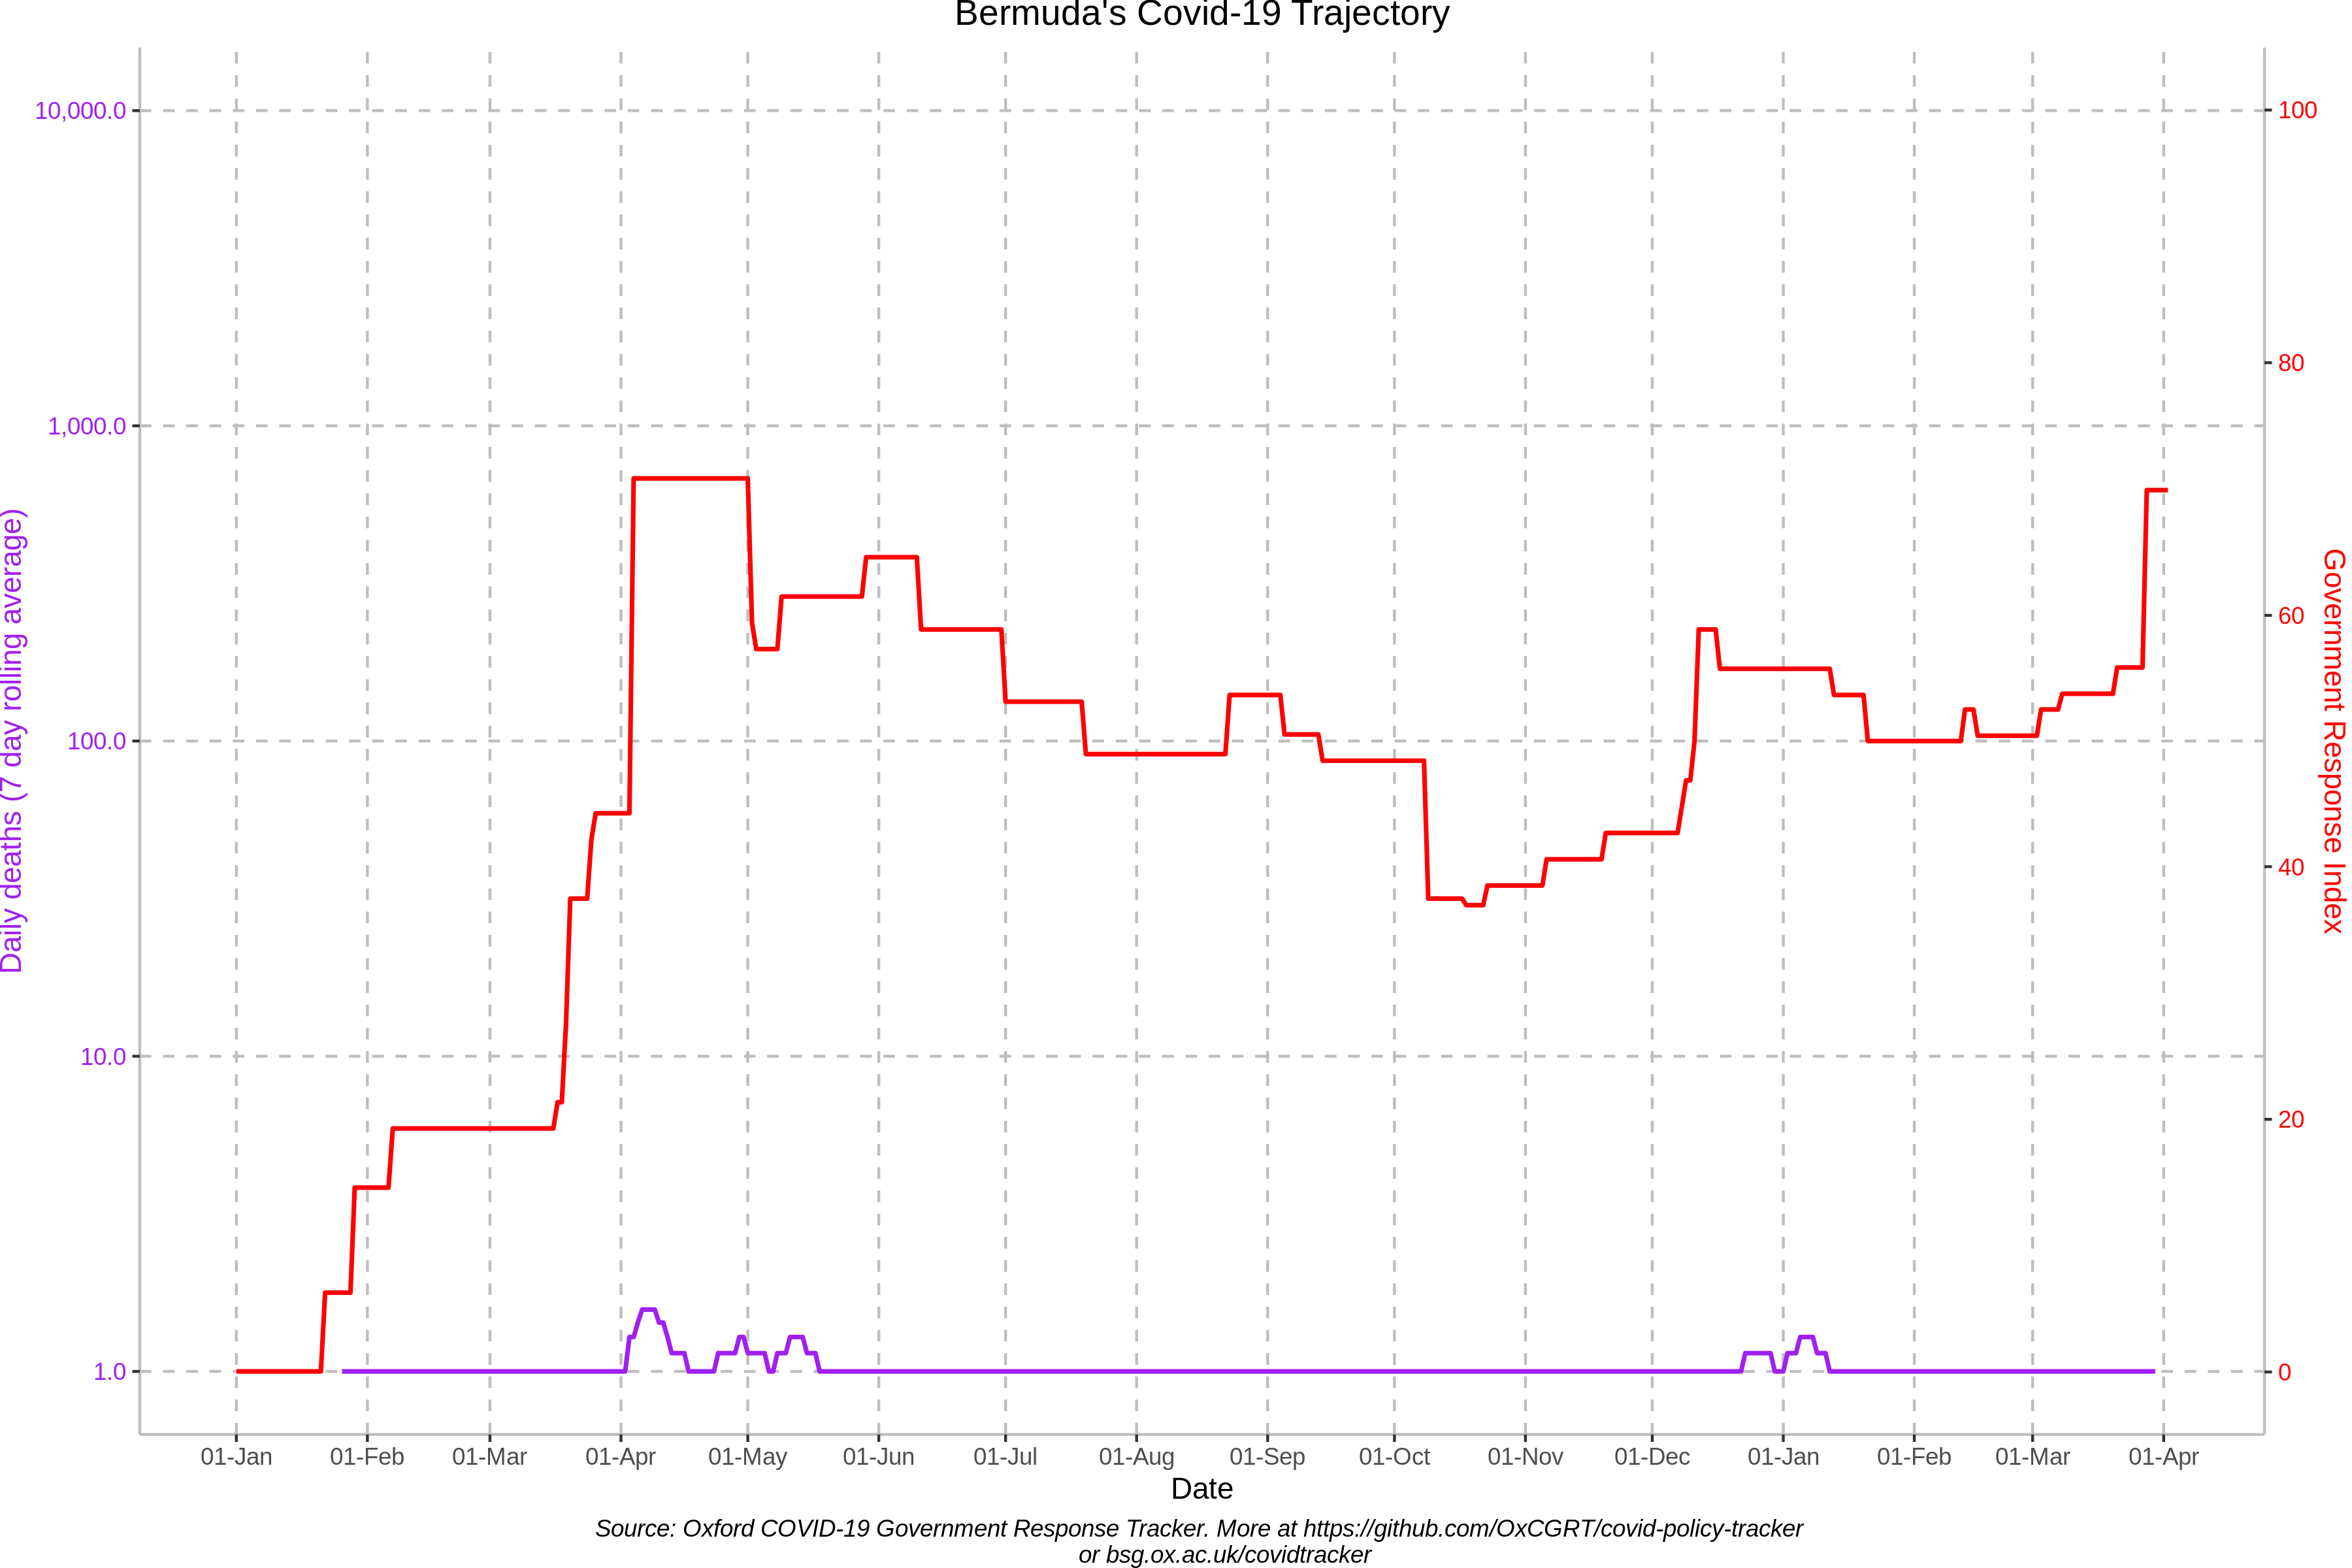 Bermuda's Covid-19 Trajectory
10,000.0
1,000.0
100.0
10.0
1.0
Daily deaths (7 day rolling average)
100
80
60
40
20
0
Government Response Index
01-Jan 01-Feb 01-Mar 01-Apr 01-May 01-Jun 01-Jul 01-Aug 01-Sep 01-Oct 01-Nov 01-Dec 01-Jan 01-Feb 01-Mar 01-Apr
Date
Source: Oxford COVID-19 Government Response Tracker. More at https://github.com/OxCGRT/covid-policy-tracker
or bsg.ox.ac.uk/covidtracker